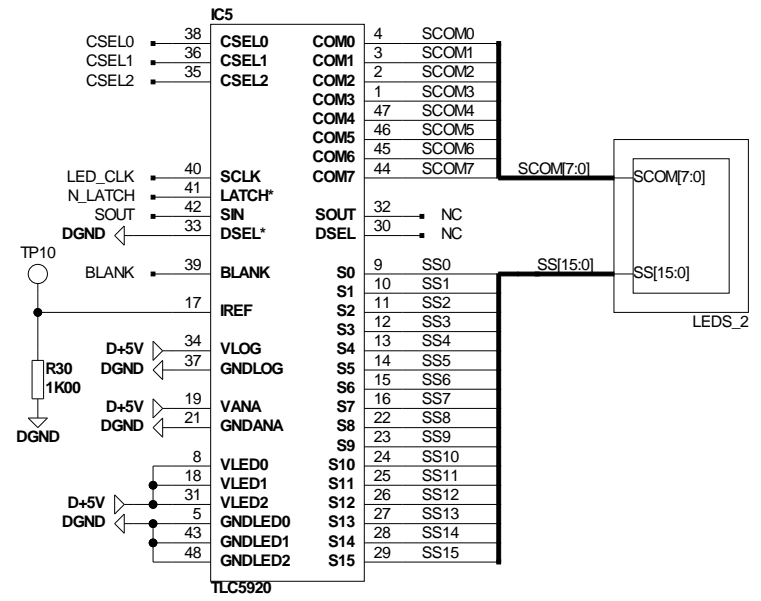 IC5
CSEL0 38 CSEL0 COM0 4 SCOM0
CSEL1 36 CSEL1 COM1 3 SCOM1
CSEL2 35 CSEL2 COM2 2 SCOM2
COM3 1 SCOM3
COM4 47 SCOM4
COM5 46 SCOM5
COM6 45 SCOM6
LED_CLK 40 SCLK COM7 44 SCOM7 SCOM[7:0] SCOM[7:0]
N_LATCH 41 LATCH*
SOUT 42 SIN SOUT 32 NC
DGND 33 DSEL* DSEL 30 NC
TP10
BLANK 39 BLANK S0 9 SS0 SS[15:0] SS[15:0]
S1 10 SS1
17 IREF S2 11 SS2
S3 12 SS3
LEDS_2
D+5V 34 VLOG S4 13 SS4
DGND 37 GNDLOG S5 14 SS5
R30
1K00
S6 15 SS6
D+5V 19 VANA S7 16 SS7
DGND 21 GNDANA S8 22 SS8
DGND
S9 23 SS9
8 VLED0 S10 24 SS10
18 VLED1 S11 25 SS11
D+5V 31 VLED2 S12 26 SS12
DGND 5 GNDLED0 S13 27 SS13
43 GNDLED1 S14 28 SS14
48 GNDLED2 S15 29 SS15
TLC5920